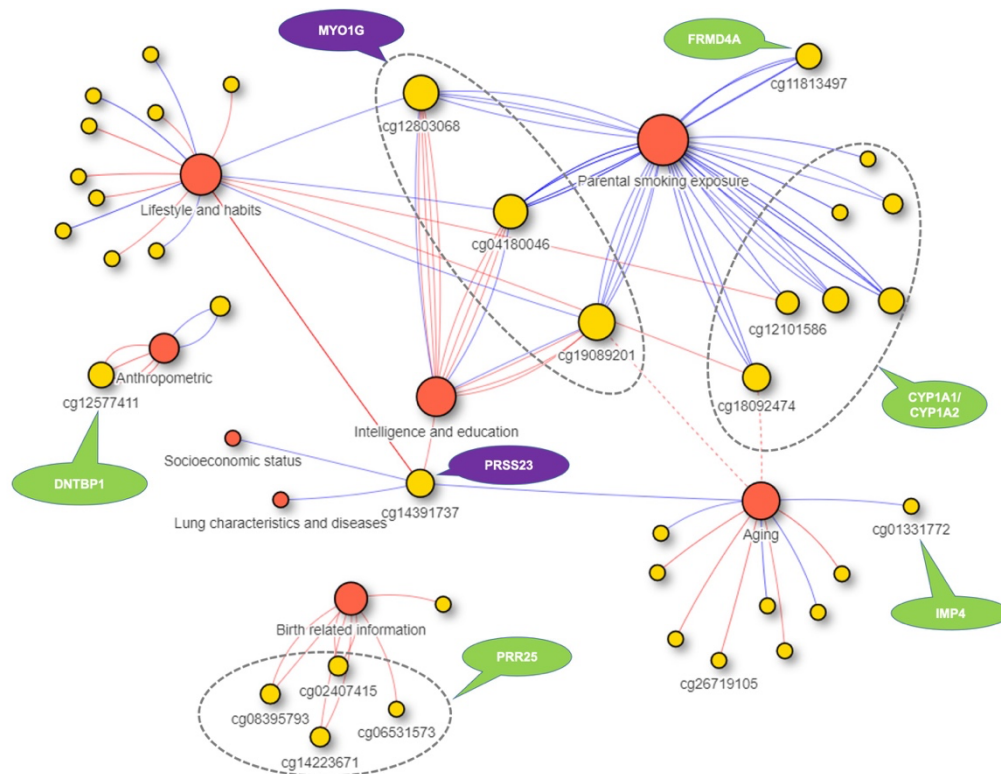 MYO1G
FRMD4A
cg11813497
cg12803068
Parental smoking exposure
Lifestyle and habits
cg04180046
cg12101586
cg19089201
Anthropometric
cg12577411
cg18092474
CYP1A1/
CYP1A2
Intelligence and education
Socioeconomic status
PRSS23
DNTBP1
cg14391737
Lung characteristics and diseases
Aging
cg01331772
IMP4
Birth related information
PRR25
cg02407415
cg26719105
cg08395793
cg06531573
cg14223671